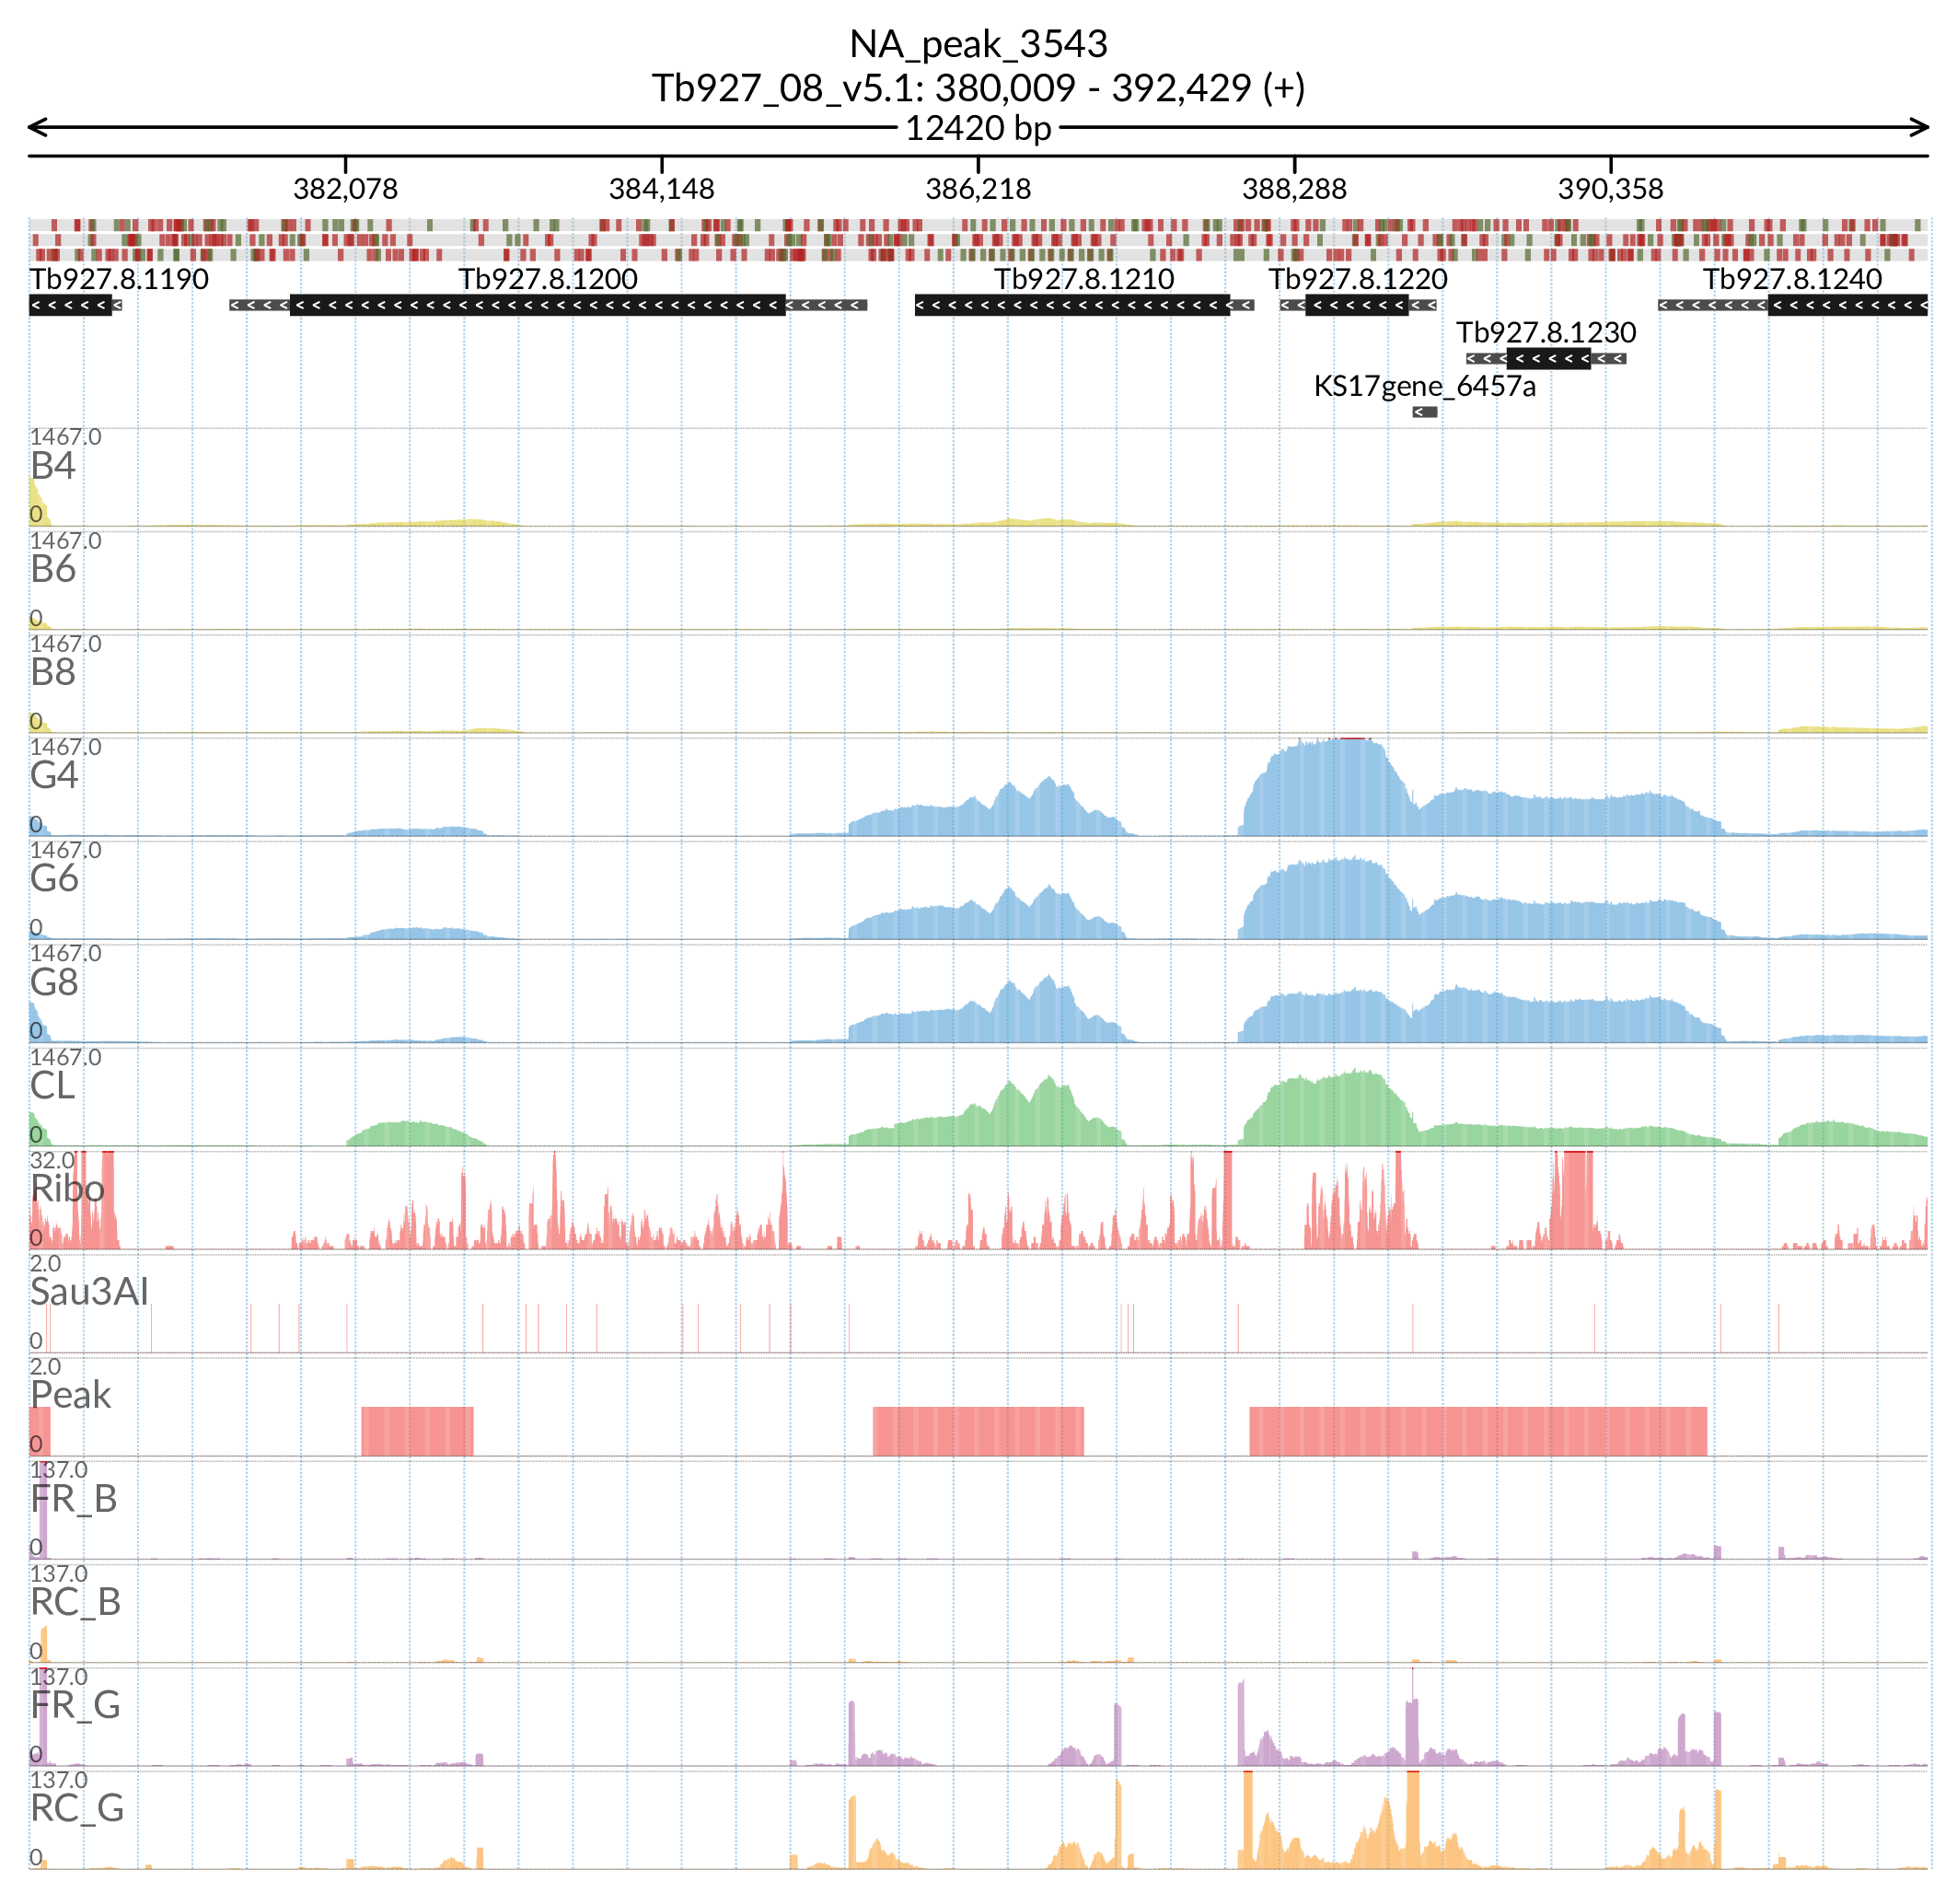 NA_peak_3543
Tb927_08_v5.1: 380,009 - 392,429 (+)
12420 bp
382,078 384,148 386,218 388,288 390,358
Tb927.8.1190 Tb927.8.1200 Tb927.8.1210 Tb927.8.1220 Tb927.8.1240
Tb927.8.1230
KS17gene_6457a
1467.0
B4
0
1467.0
B6
0
1467.0
B8
0
1467.0
G4
0
1467.0
G6
0
1467.0
G8
0
1467.0
CL
0
32.0
Ribo
0
2.0
Sau3AI
0
2.0
Peak
0
137.0
FR_B
0
137.0
RC_B
0
137.0
FR_G
0
137.0
RC_G
0